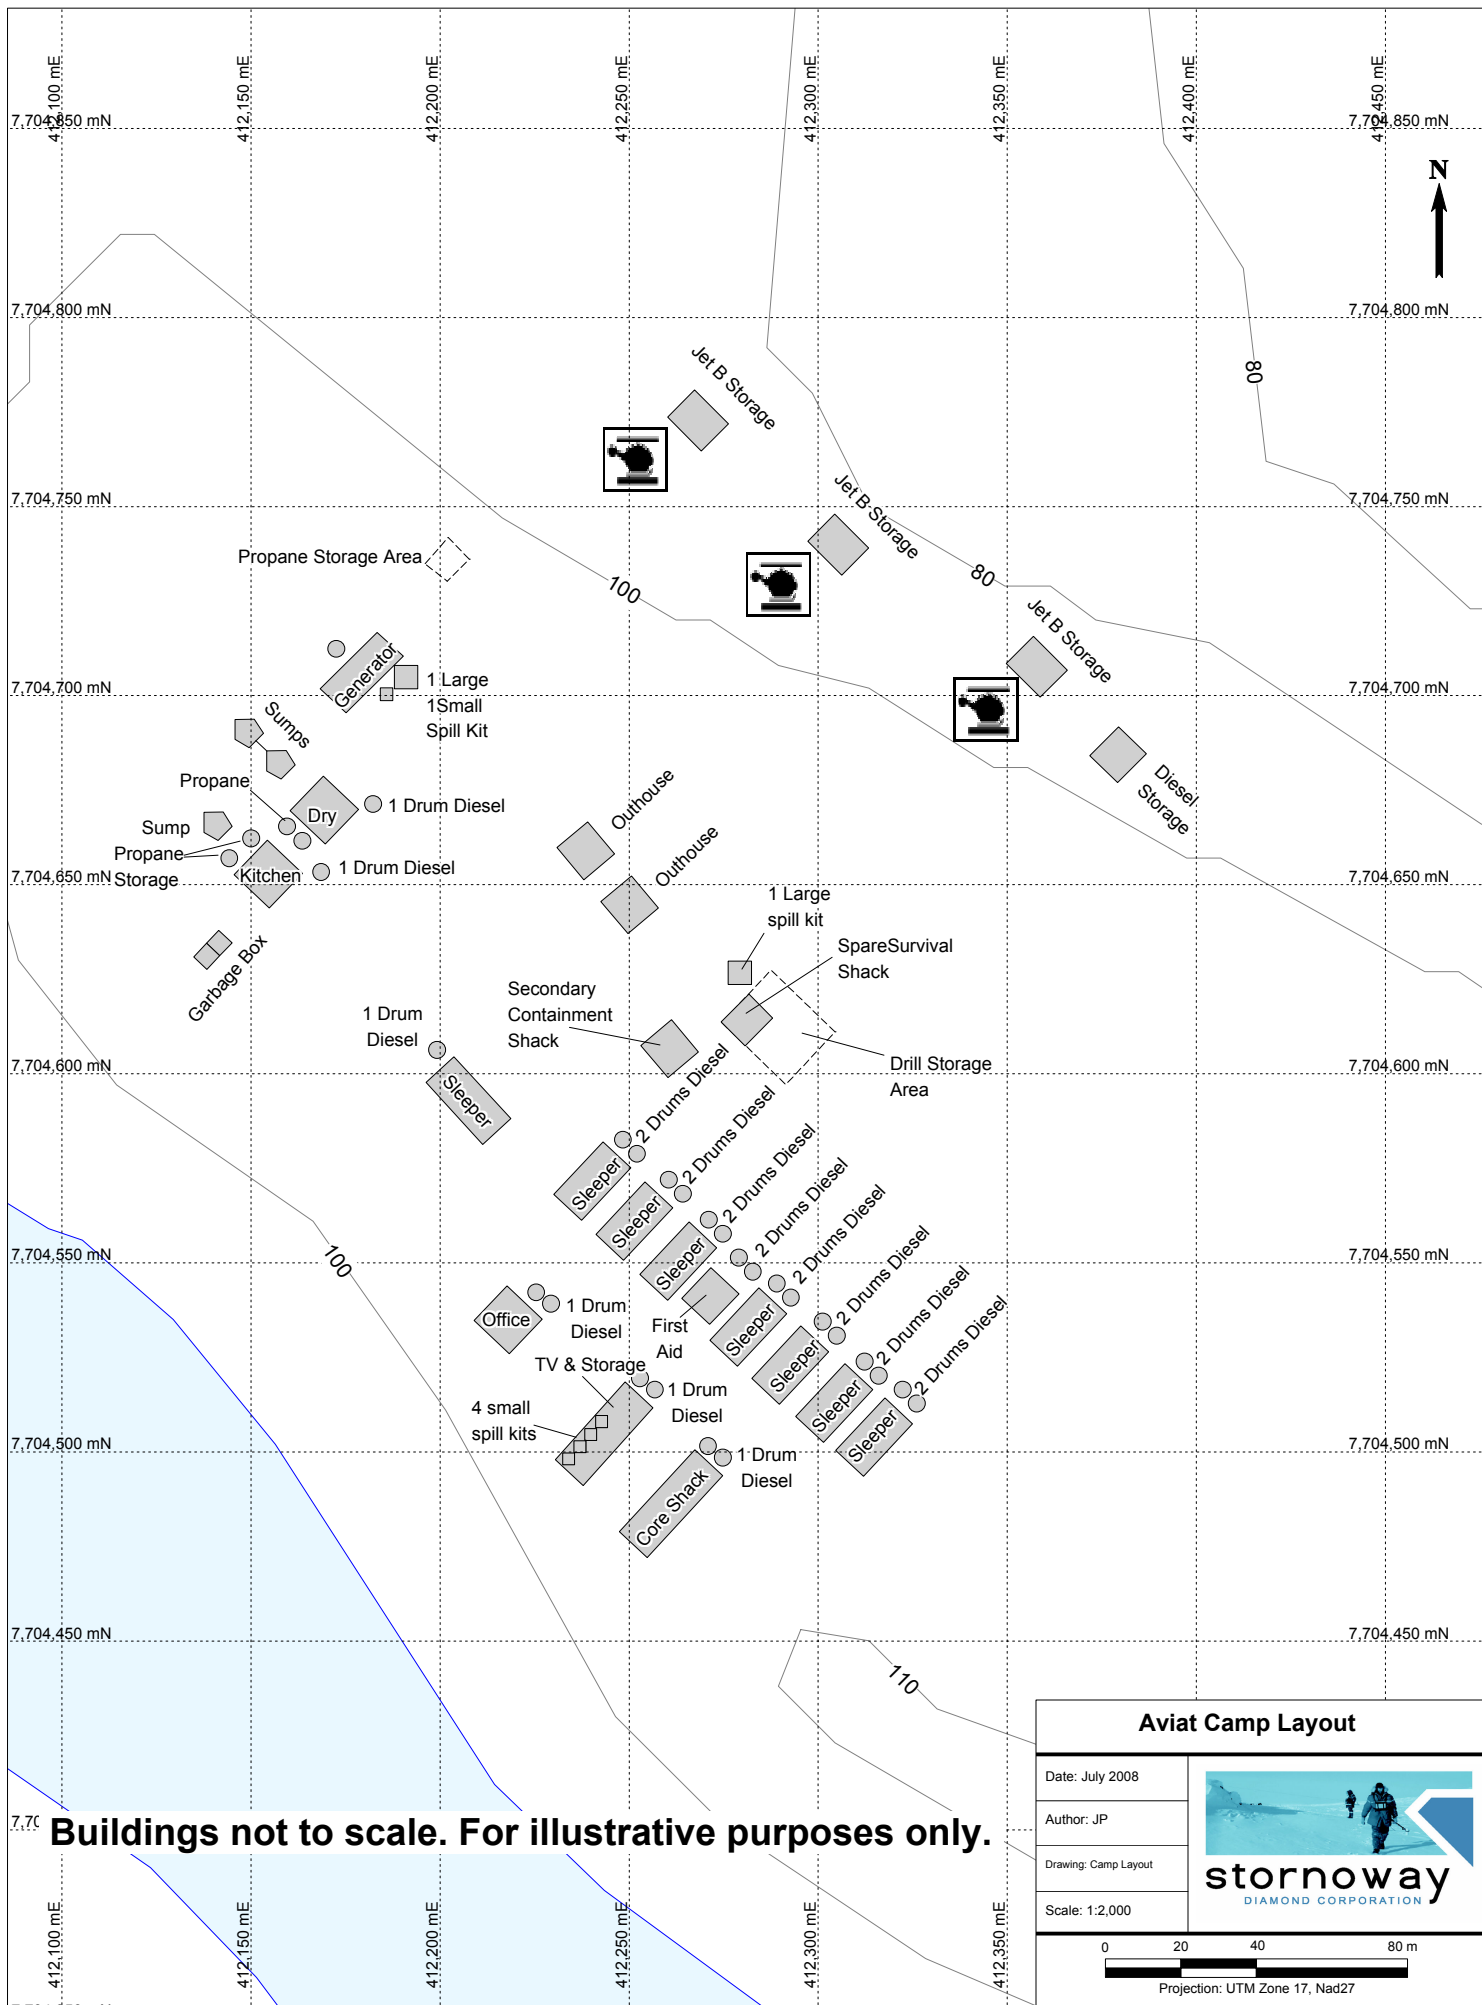 412,100 mE
412,150 mE
412,200 mE
412,250 mE
412,300 mE
412,350 mE
412,400 mE
412,450 mE
7,704,850 mN
7,704,850 mN
N
7,704,800 mN
7,704,800 mN
Jet B Storage
80
7,704,750 mN
Jet B Storage
7,704,750 mN
Propane Storage Area
100
80
Jet B Storage
Generator
7,704,700 mN
1 Large
1Small
Spill Kit
7,704,700 mN
Sumps
Diesel
Storage
Propane
Dry
1 Drum Diesel
Outhouse
Sump
Propane
Storage
Kitchen
1 Drum Diesel
Outhouse
7,704,650 mN
7,704,650 mN
1 Large
spill kit
Garbage Box
SpareSurvival
Shack
Secondary
Containment
Shack
1 Drum
Diesel
Drill Storage
Area
7,704,600 mN
7,704,600 mN
Sleeper
2 Drums Diesel
2 Drums Diesel
2 Drums Diesel
2 Drums Diesel
2 Drums Diesel
2 Drums Diesel
2 Drums Diesel
2 Drums Diesel
Sleeper
Sleeper
Sleeper
Sleeper
Sleeper
Sleeper
Sleeper
7,704,550 mN
7,704,550 mN
100
Office
1 Drum
Diesel
First
Aid
TV & Storage
1 Drum
Diesel
4 small
spill kits
7,704,500 mN
7,704,500 mN
1 Drum
Diesel
Core Shack
7,704,450 mN
7,704,450 mN
110
Buildings not to scale. For illustrative purposes only.
412,100 mE
412,150 mE
412,200 mE
412,250 mE
412,300 mE
412,350 mE
Aviat Camp Layout
Date: July 2008
Author: JP
Drawing: Camp Layout
Scale: 1:2,000
stornoway
DIAMOND CORPORATION
0 20 40 80 m
Projection: UTM Zone 17, Nad27